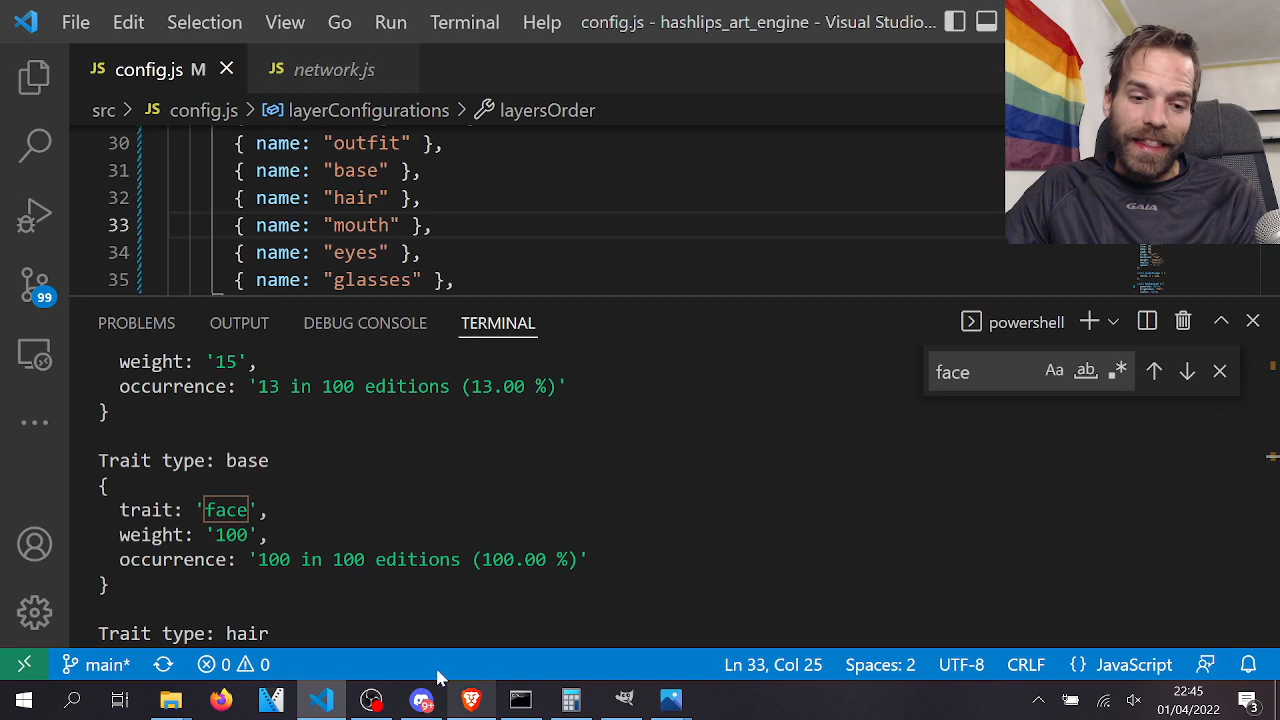 File Edit Selection View Go Run Terminal Help config.js - hashlips_art_engine - Visual Studio...
JS config.js M JS network.js
src > JS config.js > layerConfigurations > layersOrder
30 { name: "outfit" },
31 { name: "base" },
32 { name: "hair" },
33 { name: "mouth" },
34 { name: "eyes" },
35 { name: "glasses" },
99
PROBLEMS OUTPUT DEBUG CONSOLE TERMINAL powershell
face Aa ab
weight: '15',
occurrence: '13 in 100 editions (13.00 %)'
}
Trait type: base
{
trait: 'face',
weight: '100',
occurrence: '100 in 100 editions (100.00 %)'
}
Trait type: hair
main* 0 0 Ln 33, Col 25 Spaces: 2 UTF-8 CRLF {} JavaScript
GAIA
9+
22:45
01/04/2022
3